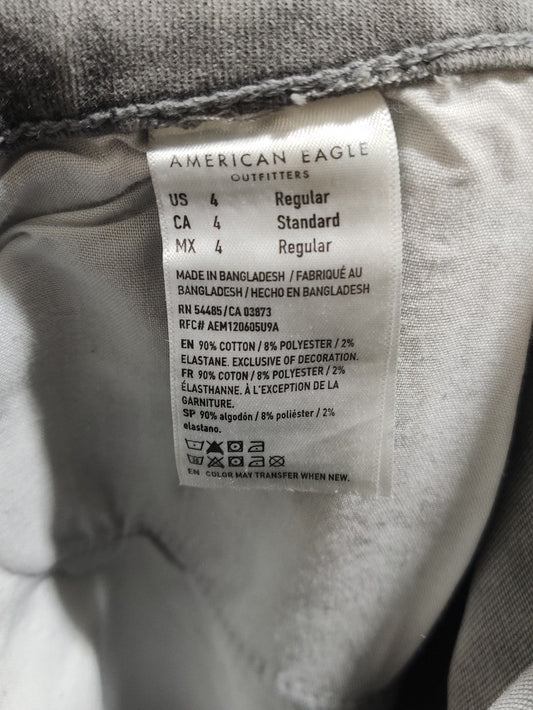 AMERICAN EAGLE
OUTFITTERS
US 4 Regular
CA 4 Standard
MX 4 Regular
MADE IN BANGLADESH / FABRIQUÉ AU
BANGLADESH / HECHO EN BANGLADESH
RN 54485 / CA 03873
RFC# AEM120605U9A
EN 90% COTTON / 8% POLYESTER / 2%
ELASTANE. EXCLUSIVE OF DECORATION.
FR 90% COTON / 8% POLYESTER / 2%
ÉLASTHANNE. À L'EXCEPTION DE LA
GARNITURE.
SP 90% algodón / 8% poliéster / 2%
elastano.
EN COLOR MAY TRANSFER WHEN NEW.